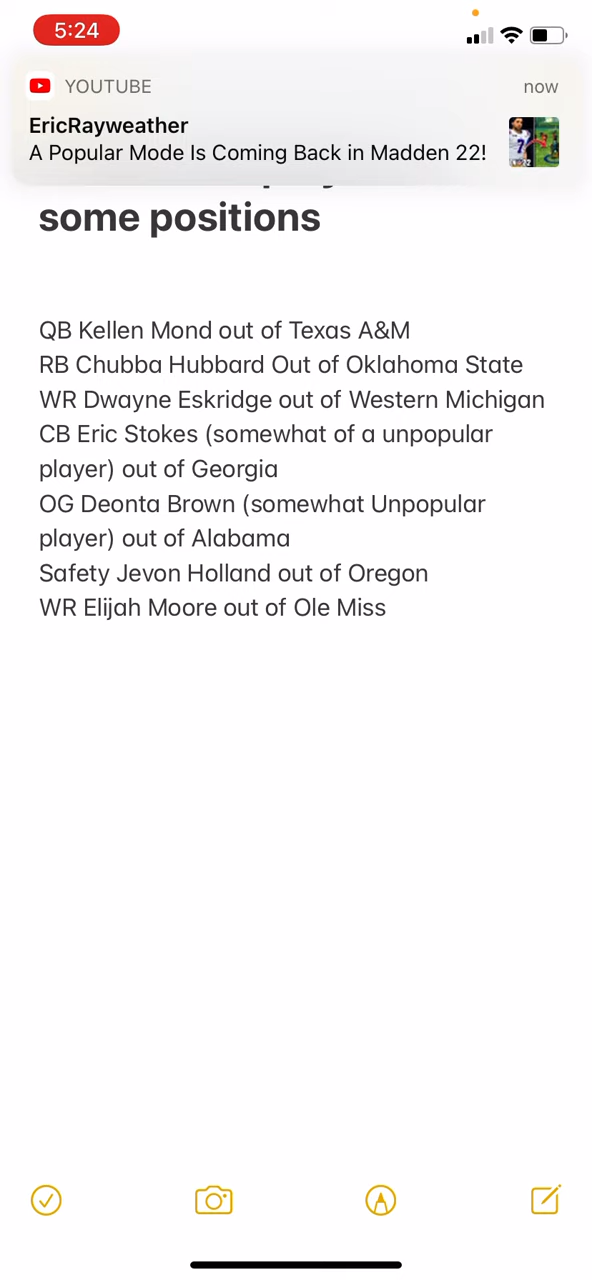 5:24
YOUTUBE now
EricRayweather
A Popular Mode Is Coming Back in Madden 22!
some positions
QB Kellen Mond out of Texas A&M
RB Chubba Hubbard Out of Oklahoma State
WR Dwayne Eskridge out of Western Michigan
CB Eric Stokes (somewhat of a unpopular
player) out of Georgia
OG Deonta Brown (somewhat Unpopular
player) out of Alabama
Safety Jevon Holland out of Oregon
WR Elijah Moore out of Ole Miss